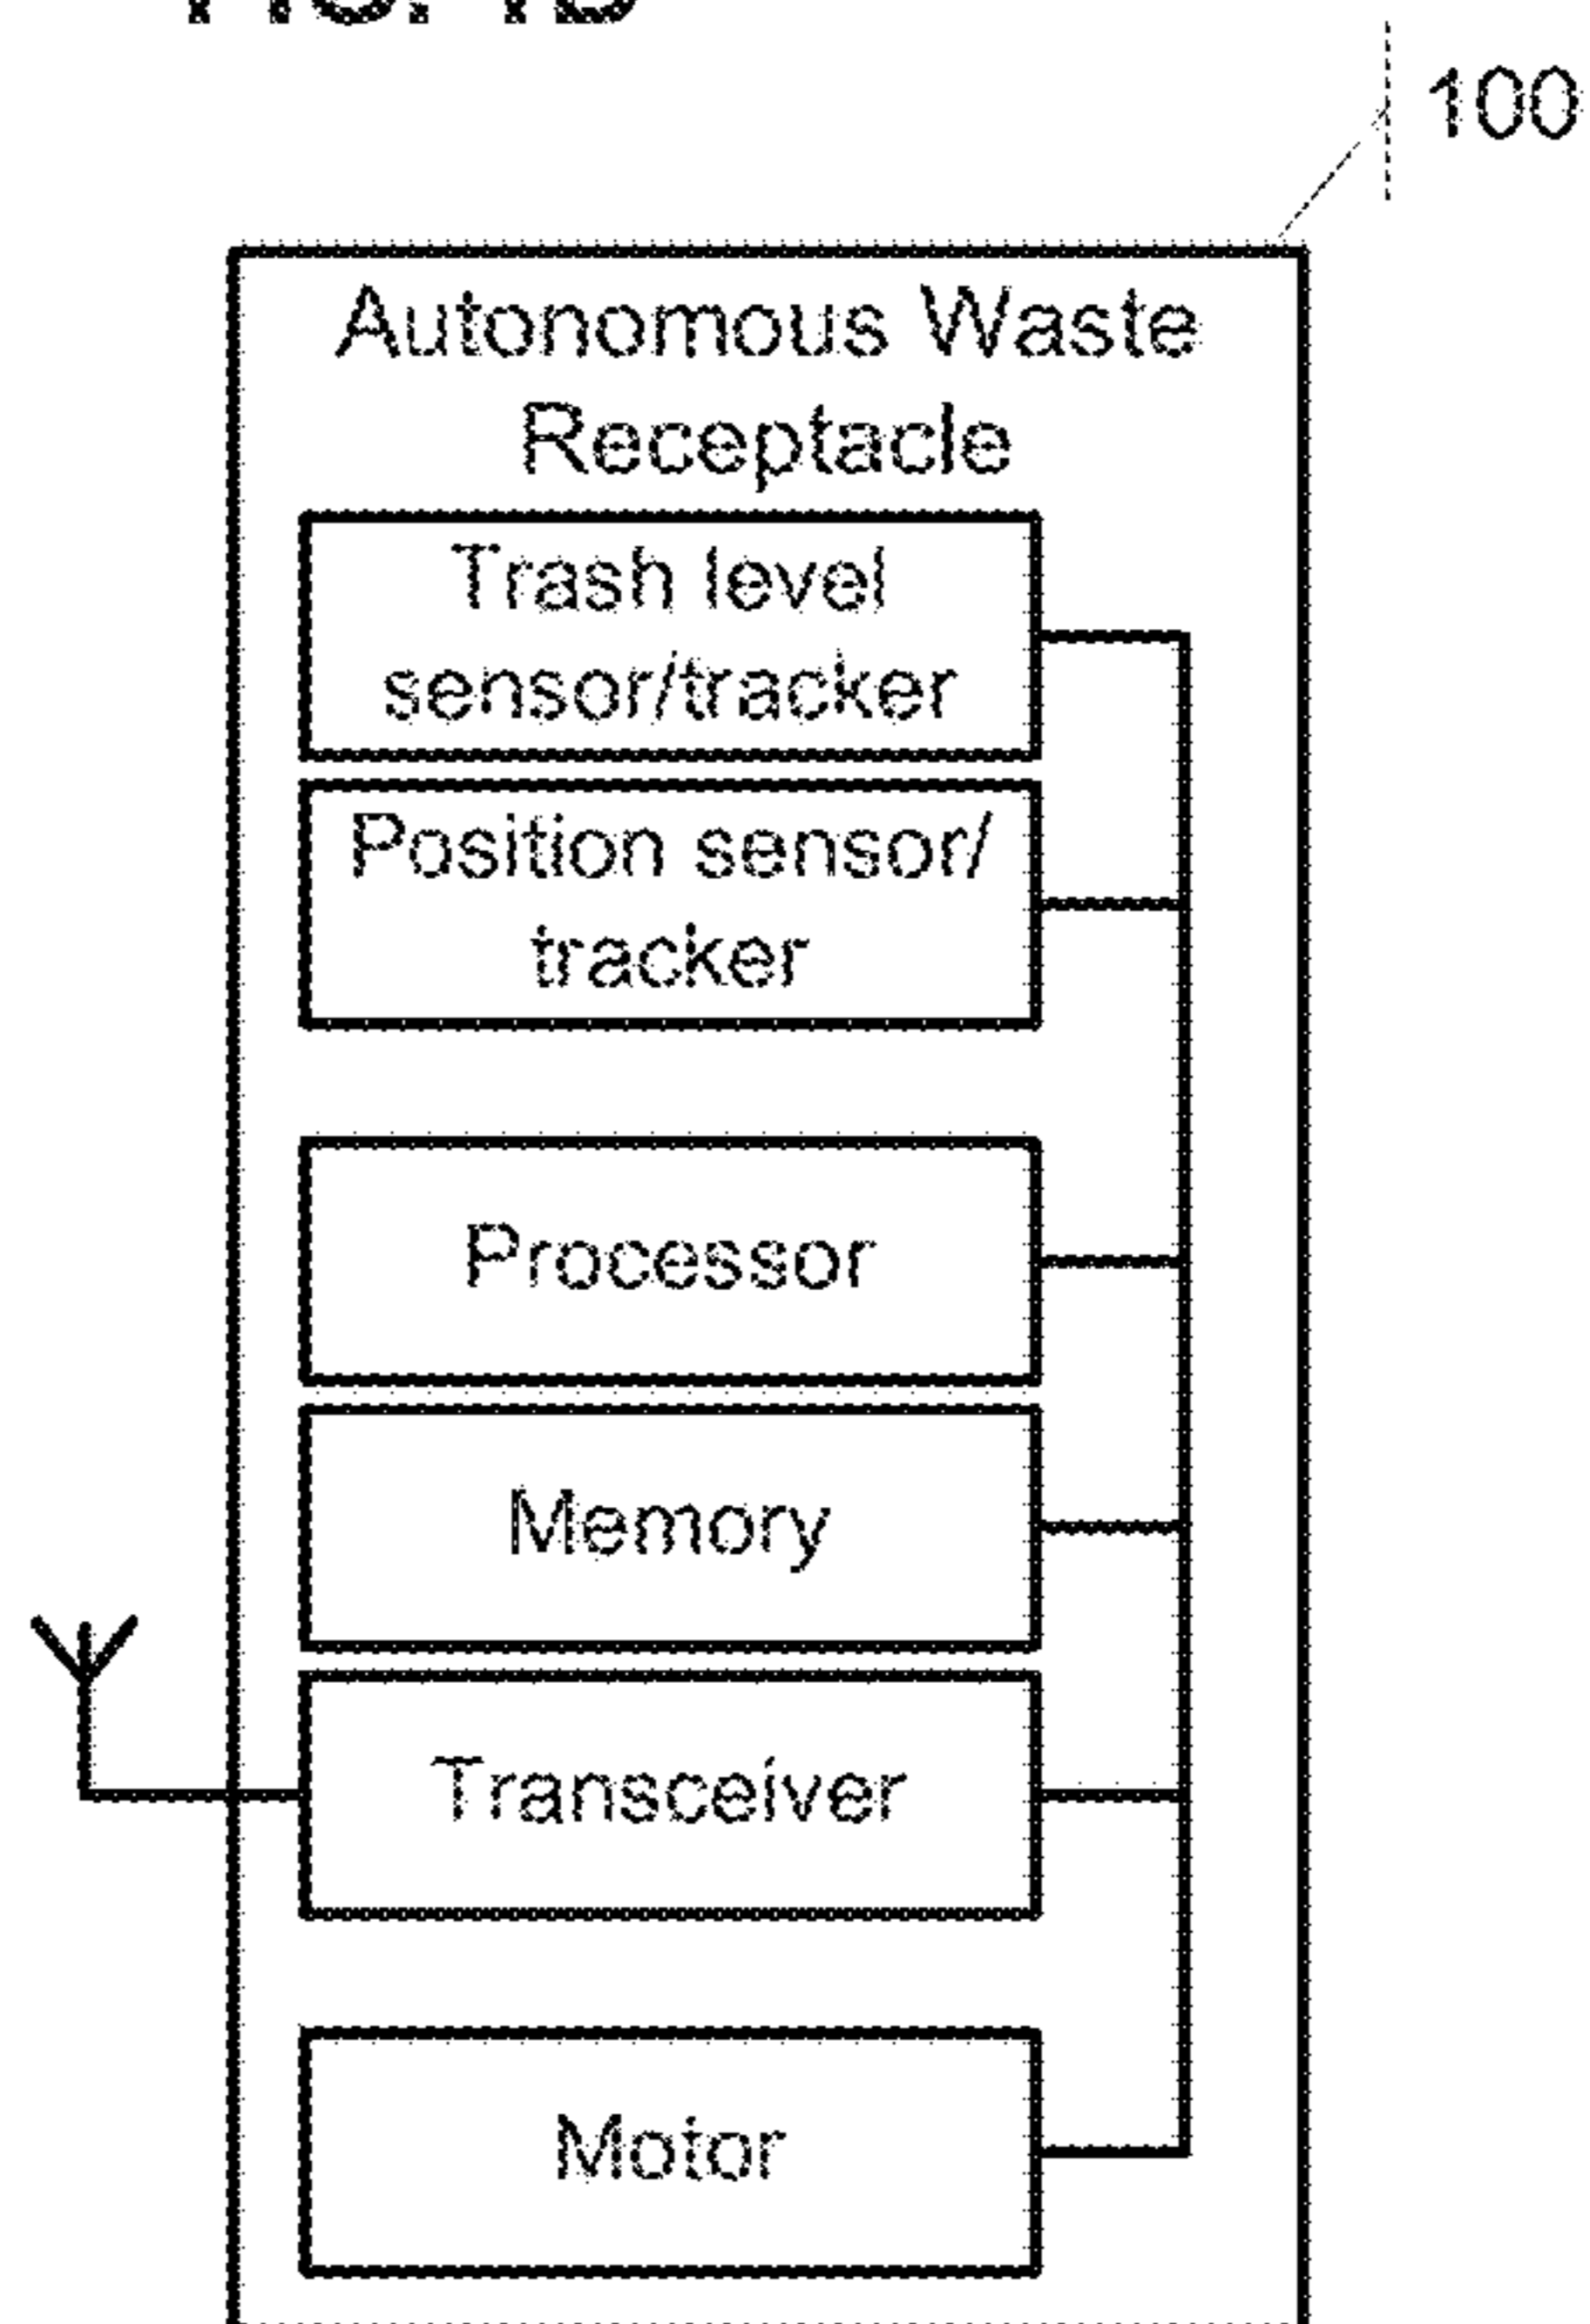 100
Autonomous Waste
Receptacle
Trash level
sensor/tracker
Position sensor/
tracker
Processor
Memory
Transceiver
Motor